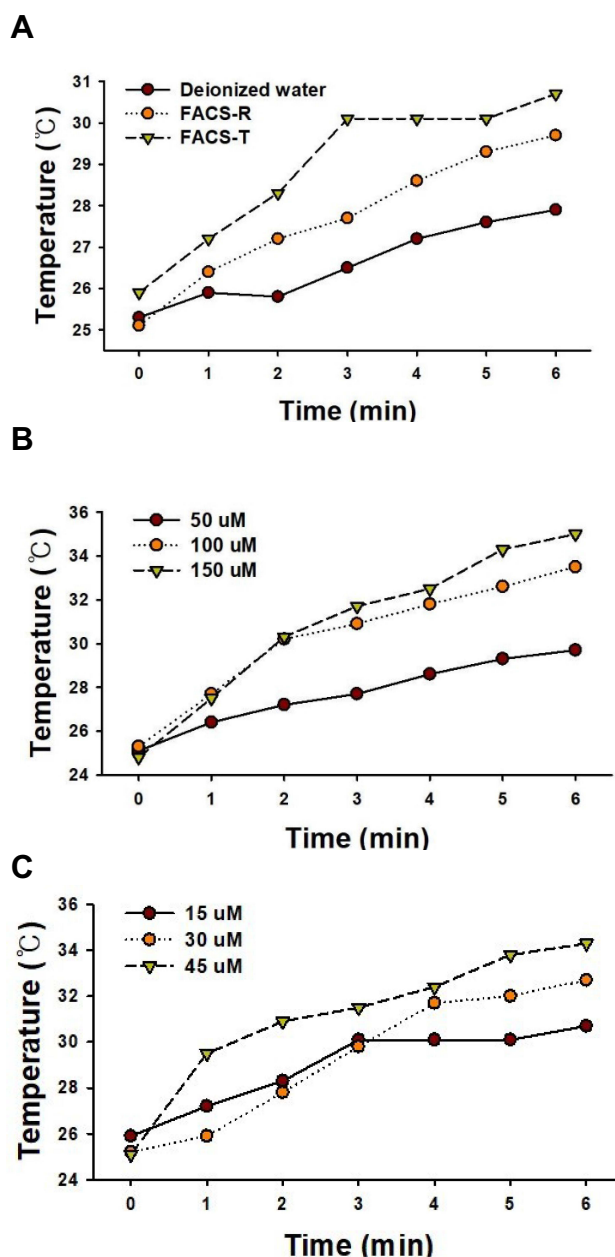 A
Deionized water
FACS-R
FACS-T
Temperature (℃)
31
30
29
28
27
26
25
0 1 2 3 4 5 6
Time (min)
B
50 uM
100 uM
150 uM
Temperature (℃)
36
34
32
30
28
26
24
0 1 2 3 4 5 6
Time (min)
C
15 uM
30 uM
45 uM
Temperature (℃)
36
34
32
30
28
26
24
0 1 2 3 4 5 6
Time (min)